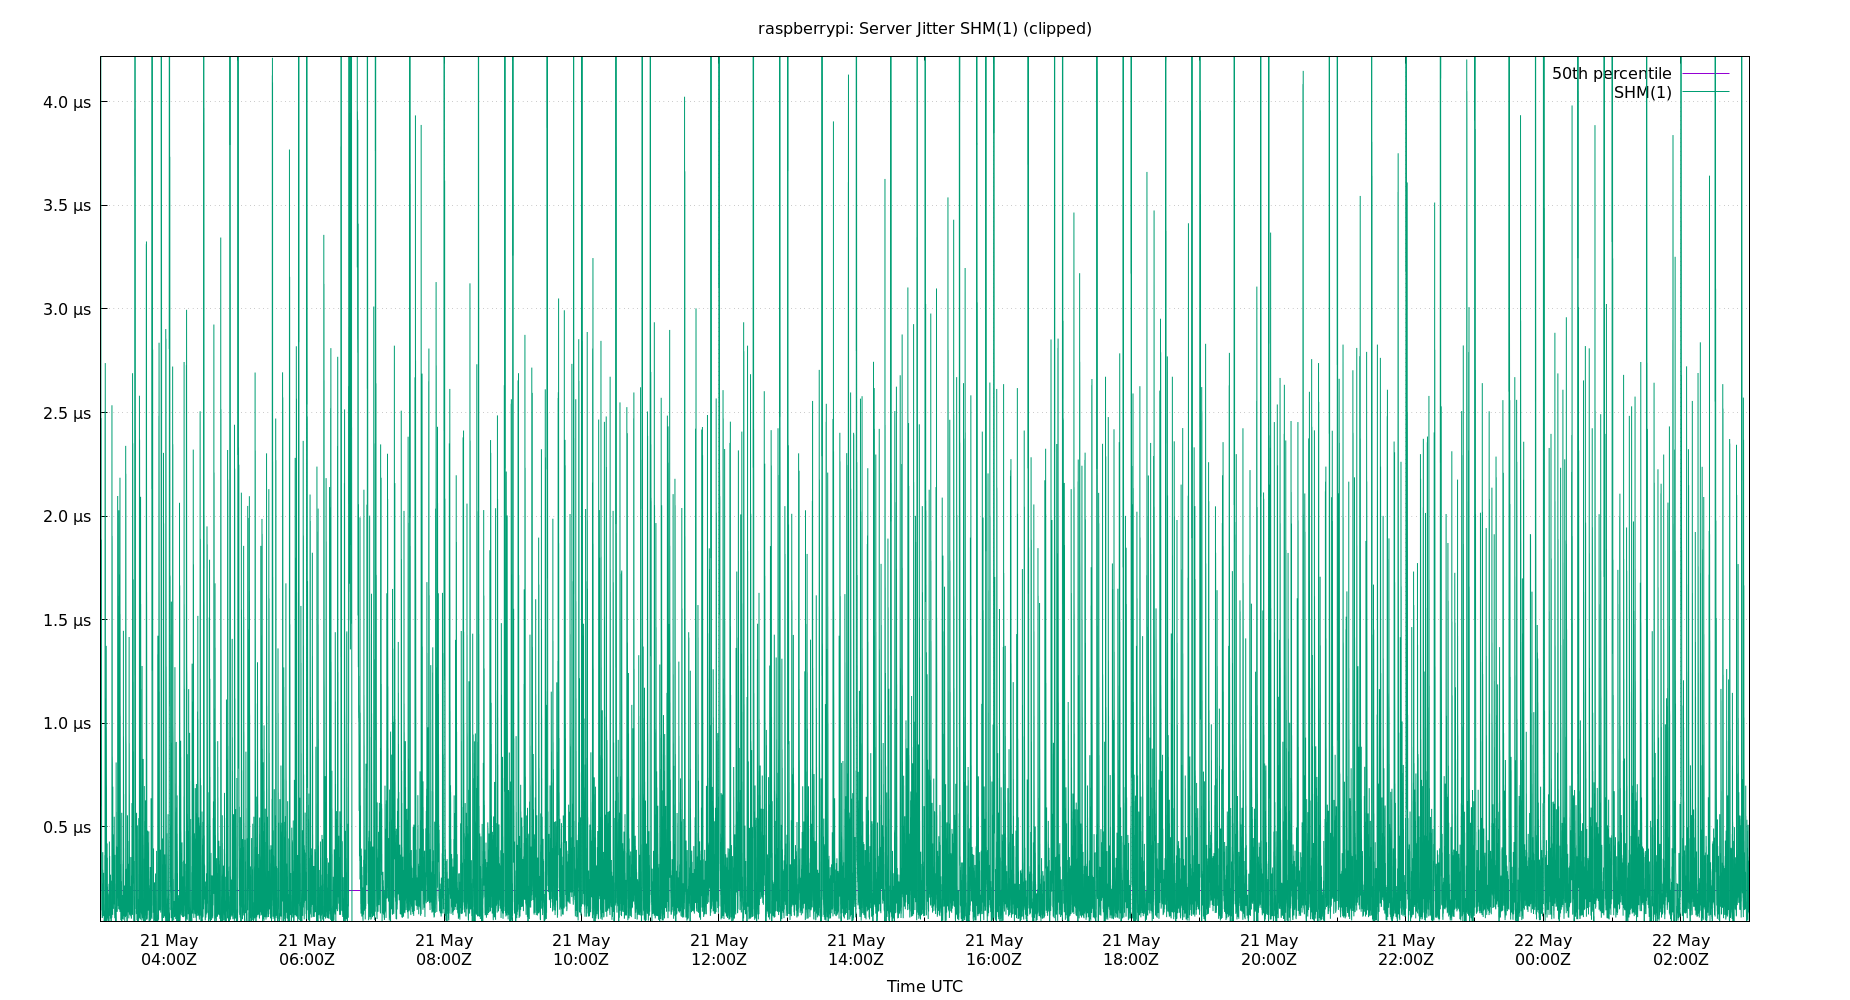 raspberrypi: Server Jitter SHM(1) (clipped)
50th percentile
SHM(1)
4.0 µs
3.5 µs
3.0 µs
2.5 µs
2.0 µs
1.5 µs
1.0 µs
0.5 µs
21 May 21 May 21 May 21 May 21 May 21 May 21 May 21 May 21 May 21 May 22 May 22 May
04:00Z 06:00Z 08:00Z 10:00Z 12:00Z 14:00Z 16:00Z 18:00Z 20:00Z 22:00Z 00:00Z 02:00Z
Time UTC